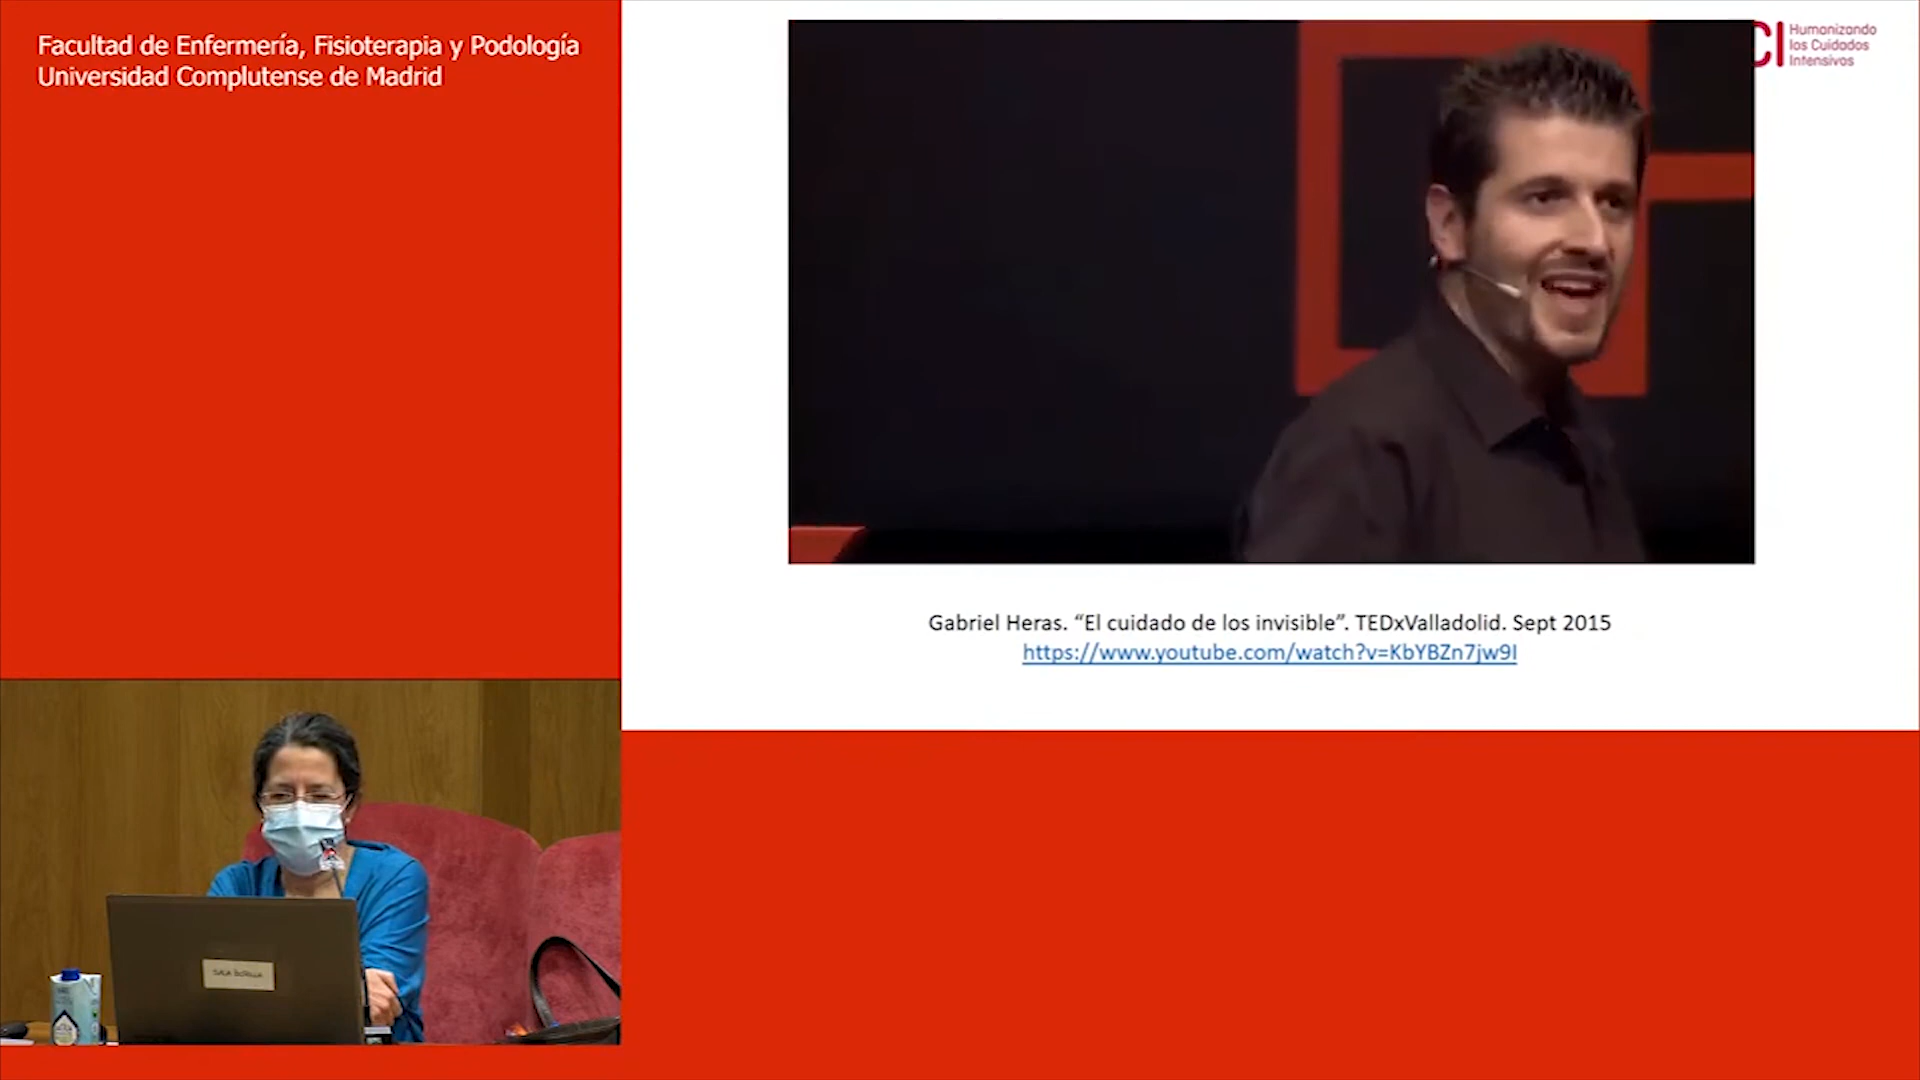 Facultad de Enfermería, Fisioterapia y Podología
Universidad Complutense de Madrid
CI
Humanizando
los Cuidados
Intensivos
Gabriel Heras. “El cuidado de los invisible”. TEDxValladolid. Sept 2015
https://www.youtube.com/watch?v=KbYBZn7jw9I